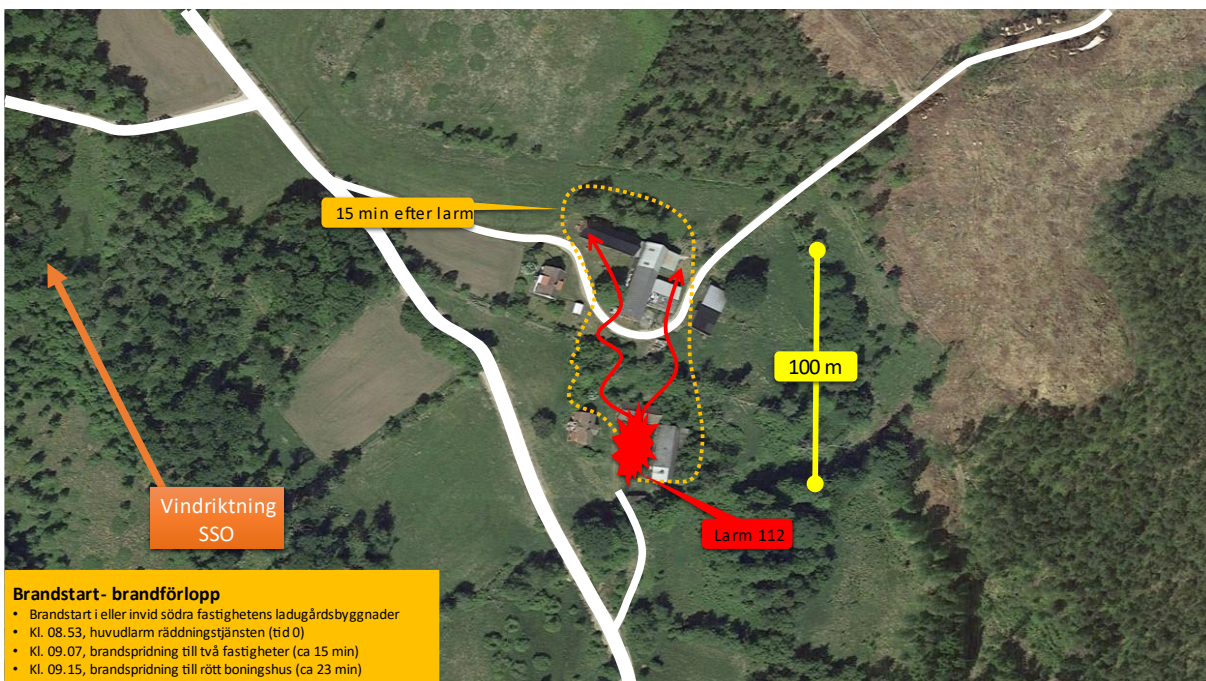 15 min efter larm
100 m
Vindriktning
SSO
Larm 112
Brandstart- brandförlopp
• Brandstart i eller invid södra fastighetens ladugårdsbyggnader
• Kl. 08.53, huvudlarm räddningstjänsten (tid 0)
• Kl. 09.07, brandspridning till två fastigheter (ca 15 min)
• Kl. 09.15, brandspridning till rött boningshus (ca 23 min)